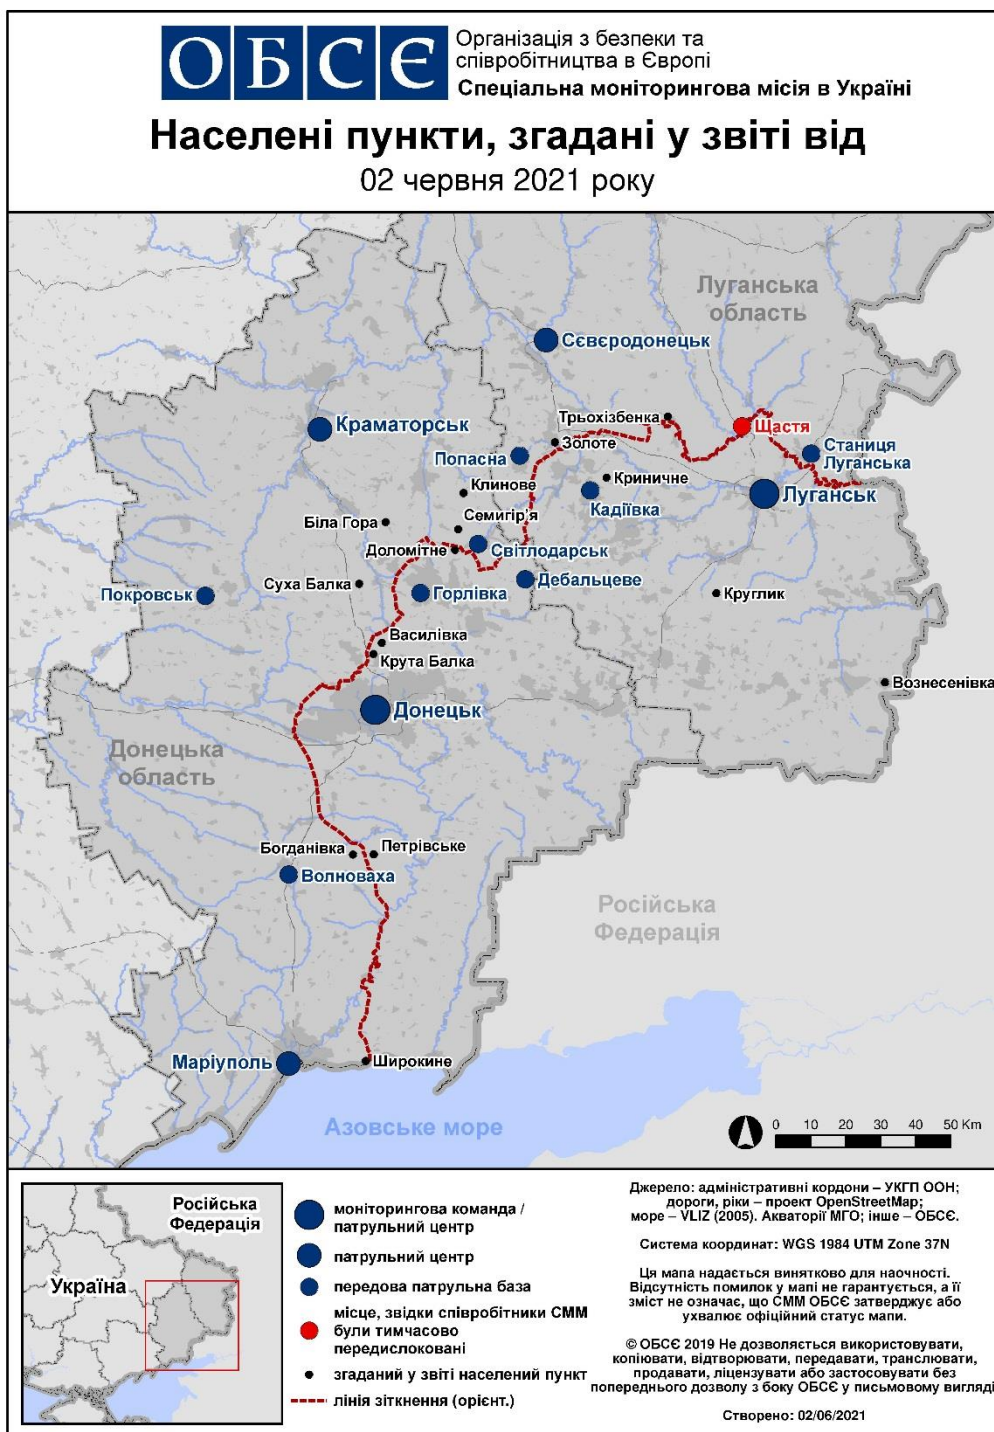 ОБСЄ
Організація з безпеки та
співробітництва в Європі
Спеціальна моніторингова місія в Україні
Населені пункти, згадані у звіті від
02 червня 2021 року
Луганська
область
Сєвєродонецьк
Трьохізбенка
Щастя
Краматорськ
Золоте
Станиця
Луганська
Попасна
Клинове
Криничне
Луганськ
Кадіївка
Біла Гора
Семигір'я
Доломітне
Світлодарськ
Суха Балка
Дебальцеве
Покровськ
Горлівка
Круглик
Василівка
Крута Балка
Вознесенівка
Донецьк
Донецька
область
Богданівка
Петрівське
Волноваха
Російська
Федерація
Маріуполь
Широкине
Азовське море
0 10 20 30 40 50 Km
Російська
Федерація
Україна
моніторингова команда /
патрульний центр
патрульний центр
передова патрульна база
місце, звідки співробітники СММ
були тимчасово
передислоковані
згаданий у звіті населений пункт
лінія зіткнення (орієнт.)
Джерело: адміністративні кордони – УКГП ООН;
дороги, ріки – проект OpenStreetMap;
море – VLIZ (2005). Акваторії МГО; інше – ОБСЄ.
Система координат: WGS 1984 UTM Zone 37N
Ця мапа надається винятково для наочності.
Відсутність помилок у мапі не гарантується, а її
зміст не означає, що СММ ОБСЄ затверджує або
ухвалює офіційний статус мапи.
© ОБСЄ 2019 Не дозволяється використовувати,
копіювати, відтворювати, передавати, транслювати,
продавати, ліцензувати або застосовувати без
попереднього дозволу з боку ОБСЄ у письмовому вигляді
Створено: 02/06/2021